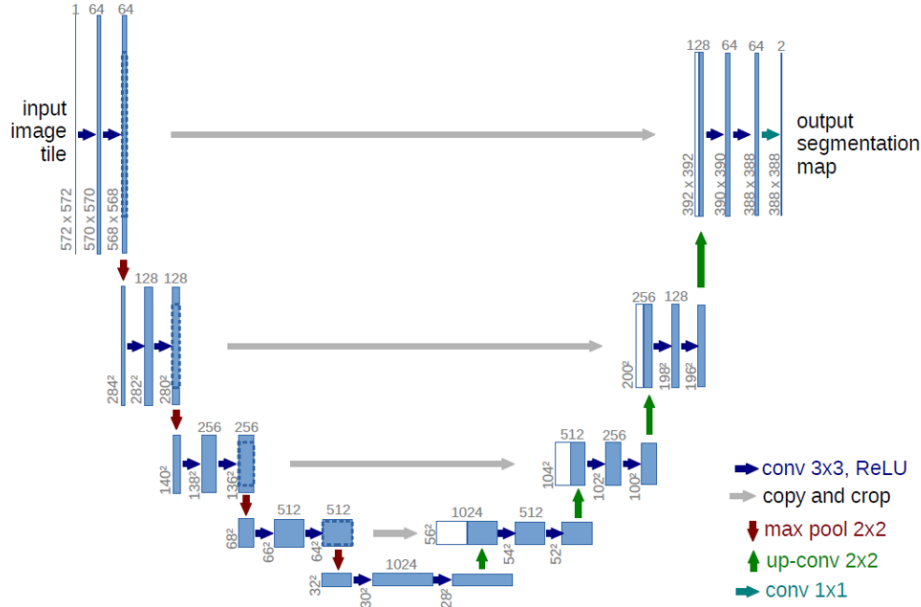 1 64 64
input
image
tile
572 x 572
570 x 570
568 x 568
128 64 64 2
output
segmentation
map
392 x 392
390 x 390
388 x 388
388 x 388
128 128
284²
282²
280²
256 128
200²
198²
196²
256 256
140²
138²
136²
512 256
104²
102²
100²
512 512
68²
66²
64²
1024 512
56²
54²
52²
1024
32²
30²
28²
conv 3x3, ReLU
copy and crop
max pool 2x2
up-conv 2x2
conv 1x1